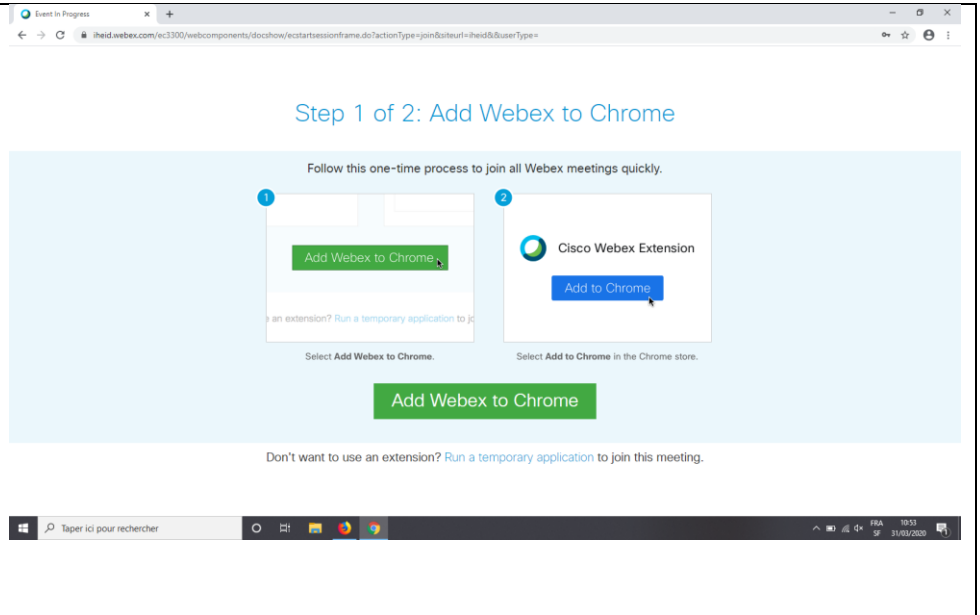 Event in Progress
iheid.webex.com/ec3300/webcomponents/docshow/ecstartsessionframe.do?actionType=join&siteurl=iheid&i&userType=
Step 1 of 2: Add Webex to Chrome
Follow this one-time process to join all Webex meetings quickly.
1
2
Add Webex to Chrome
Cisco Webex Extension
Add to Chrome
an extension? Run a temporary application to jo
Select Add Webex to Chrome.
Select Add to Chrome in the Chrome store.
Add Webex to Chrome
Don't want to use an extension? Run a temporary application to join this meeting.
Taper ici pour rechercher
FRA
SF
10:53
31/03/2020